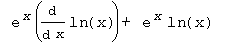 e^x (d/dx ln(x)) + e^x ln(x)